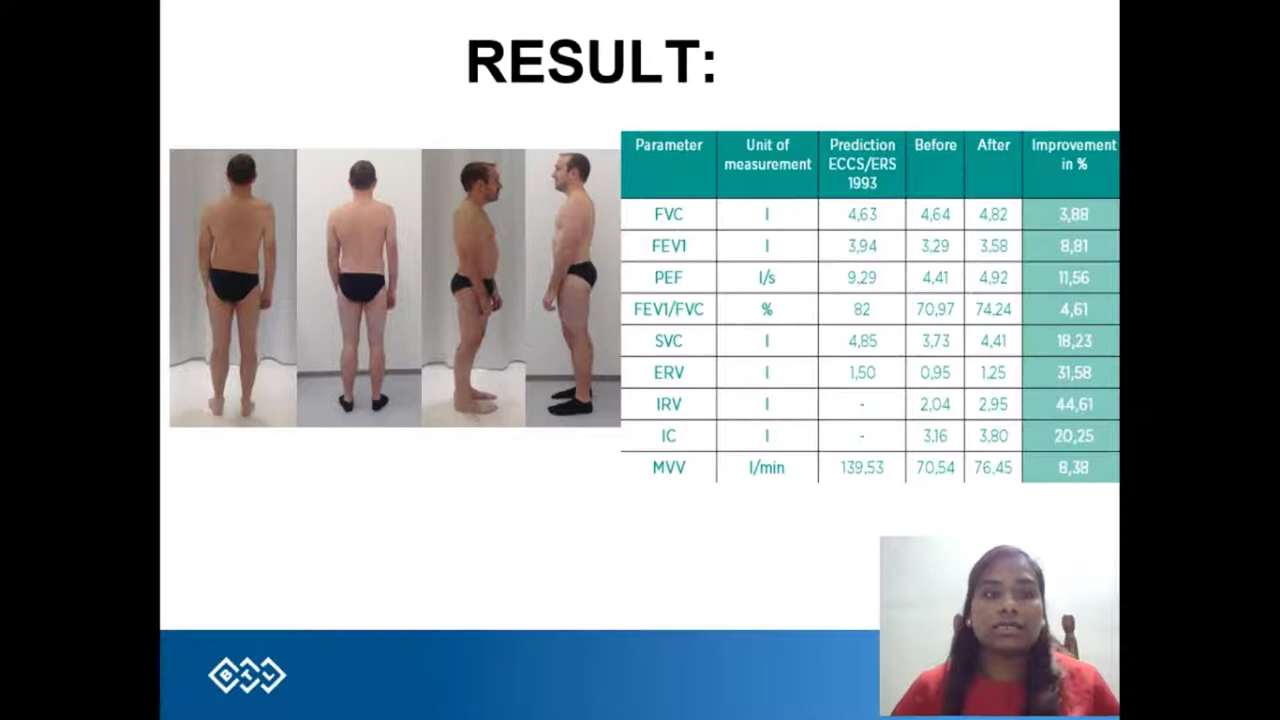 RESULT:
Parameter Unit of measurement Prediction ECCS/ERS 1993 Before After Improvement in %
FVC l 4,63 4,64 4,82 3,88
FEV1 l 3,94 3,29 3,58 8,81
PEF l/s 9,29 4,41 4,92 11,56
FEV1/FVC % 82 70,97 74,24 4,61
SVC l 4,85 3,73 4,41 18,23
ERV l 1,50 0,95 1,25 31,58
IRV l - 2,04 2,95 44,61
IC l - 3,16 3,80 20,25
MVV l/min 139,53 70,54 76,45 8,38
BTL